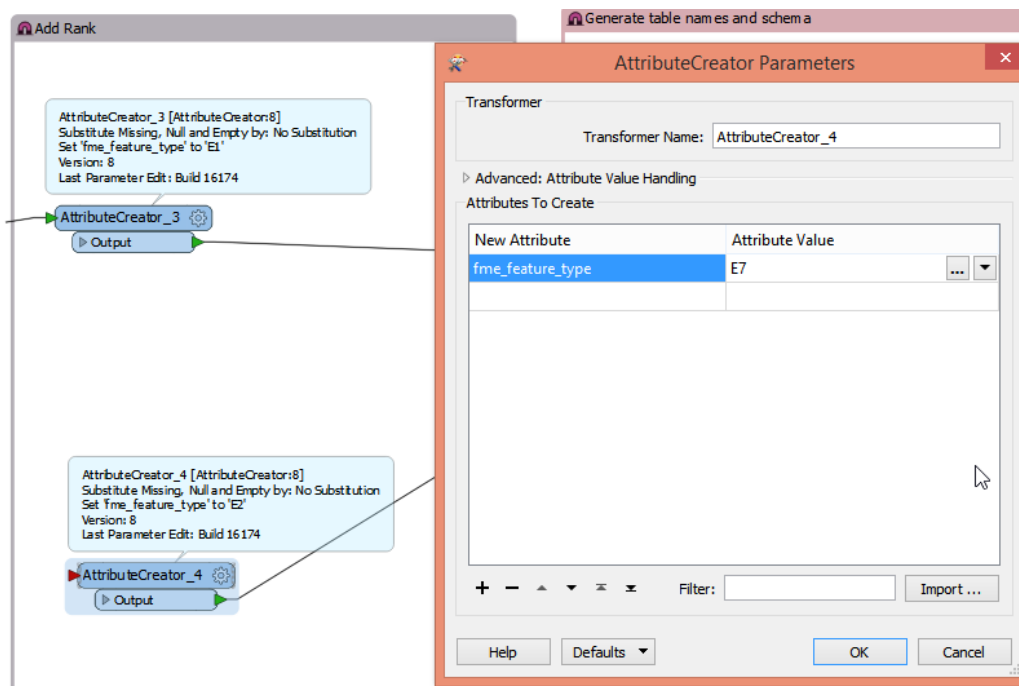 Add Rank
Generate table names and schema
AttributeCreator_3 [AttributeCreator:8]
Substitute Missing, Null and Empty by: No Substitution
Set 'fme_feature_type' to 'E1'
Version: 8
Last Parameter Edit: Build 16174
AttributeCreator_3
Output
AttributeCreator_4 [AttributeCreator:8]
Substitute Missing, Null and Empty by: No Substitution
Set 'fme_feature_type' to 'E2'
Version: 8
Last Parameter Edit: Build 16174
AttributeCreator_4
Output
AttributeCreator Parameters
Transformer
Transformer Name: AttributeCreator_4
Advanced: Attribute Value Handling
Attributes To Create
New Attribute Attribute Value
fme_feature_type E7 ...
Filter: Import ...
Help Defaults OK Cancel